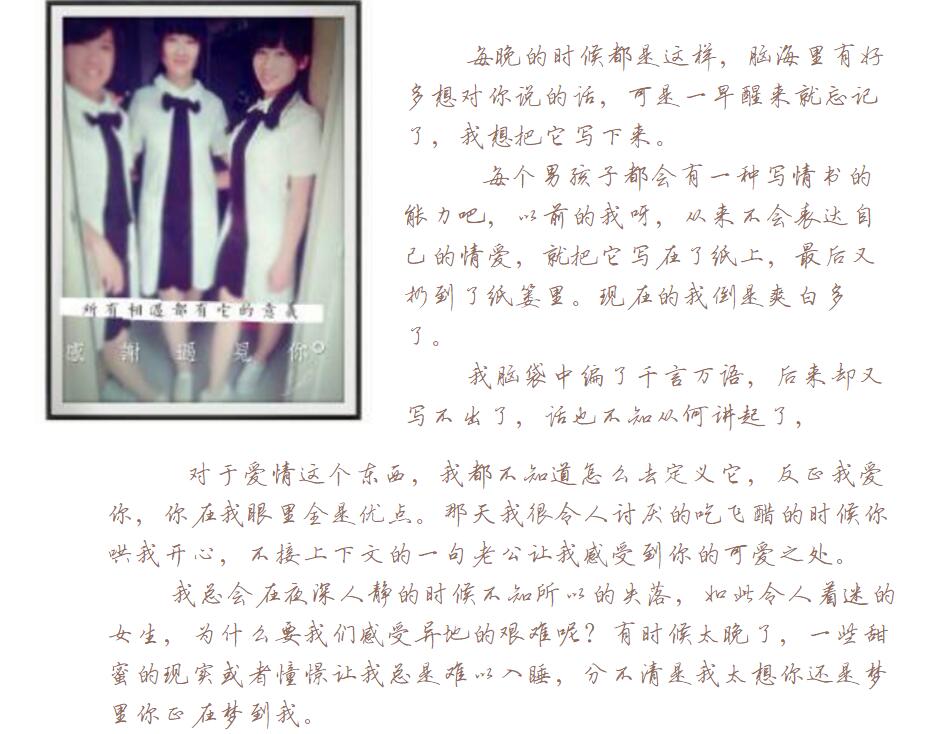 所有相遇都有它的意義
感謝遇見你。
每晚的时候都是这样，脑海里有好
多想对你说的话，可是一早醒来就忘记
了，我想把它写下来。
每个男孩子都会有一种写情书的
能力吧，以前的我呀，从来不会表达自
己的情爱，就把它写在了纸上，最后又
扔到了纸篓里。现在的我倒是爽白多
了。
我脑袋中编了千言万语，后来却又
写不出了，话也不知从何讲起了，
对于爱情这个东西，我都不知道怎么去定义它，反正我爱
你，你在我眼里全是优点。那天我很令人讨厌的吃飞醋的时候你
哄我开心，不接上下文的一句老公让我感受到你的可爱之处。
我总会在夜深人静的时候不知所以的失落，如此令人着迷的
女生，为什么要我们感受异地的艰难呢？有时候太晚了，一些甜
蜜的现实或者憧憬让我总是难以入睡，分不清是我太想你还是梦
里你正在梦到我。